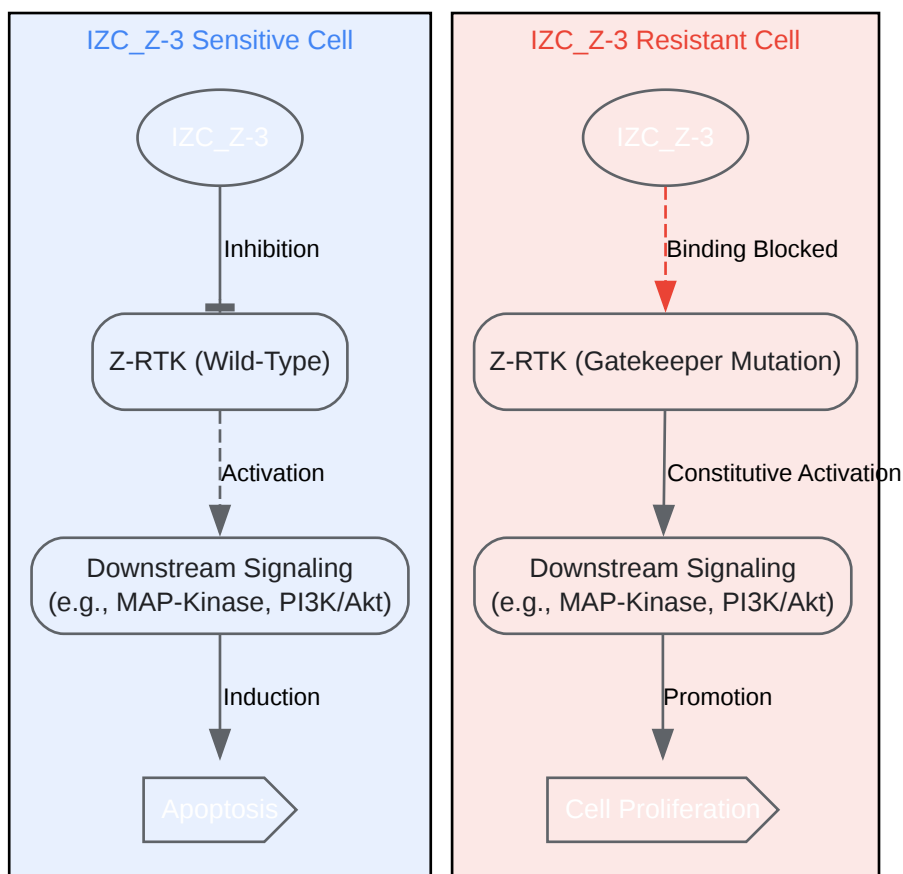 IZC_Z-3 Sensitive Cell
IZC_Z-3
Inhibition
Z-RTK (Wild-Type)
Activation
Downstream Signaling
(e.g., MAP-Kinase, PI3K/Akt)
Induction
Apoptosis
IZC_Z-3 Resistant Cell
IZC_Z-3
Binding Blocked
Z-RTK (Gatekeeper Mutation)
Constitutive Activation
Downstream Signaling
(e.g., MAP-Kinase, PI3K/Akt)
Promotion
Cell Proliferation